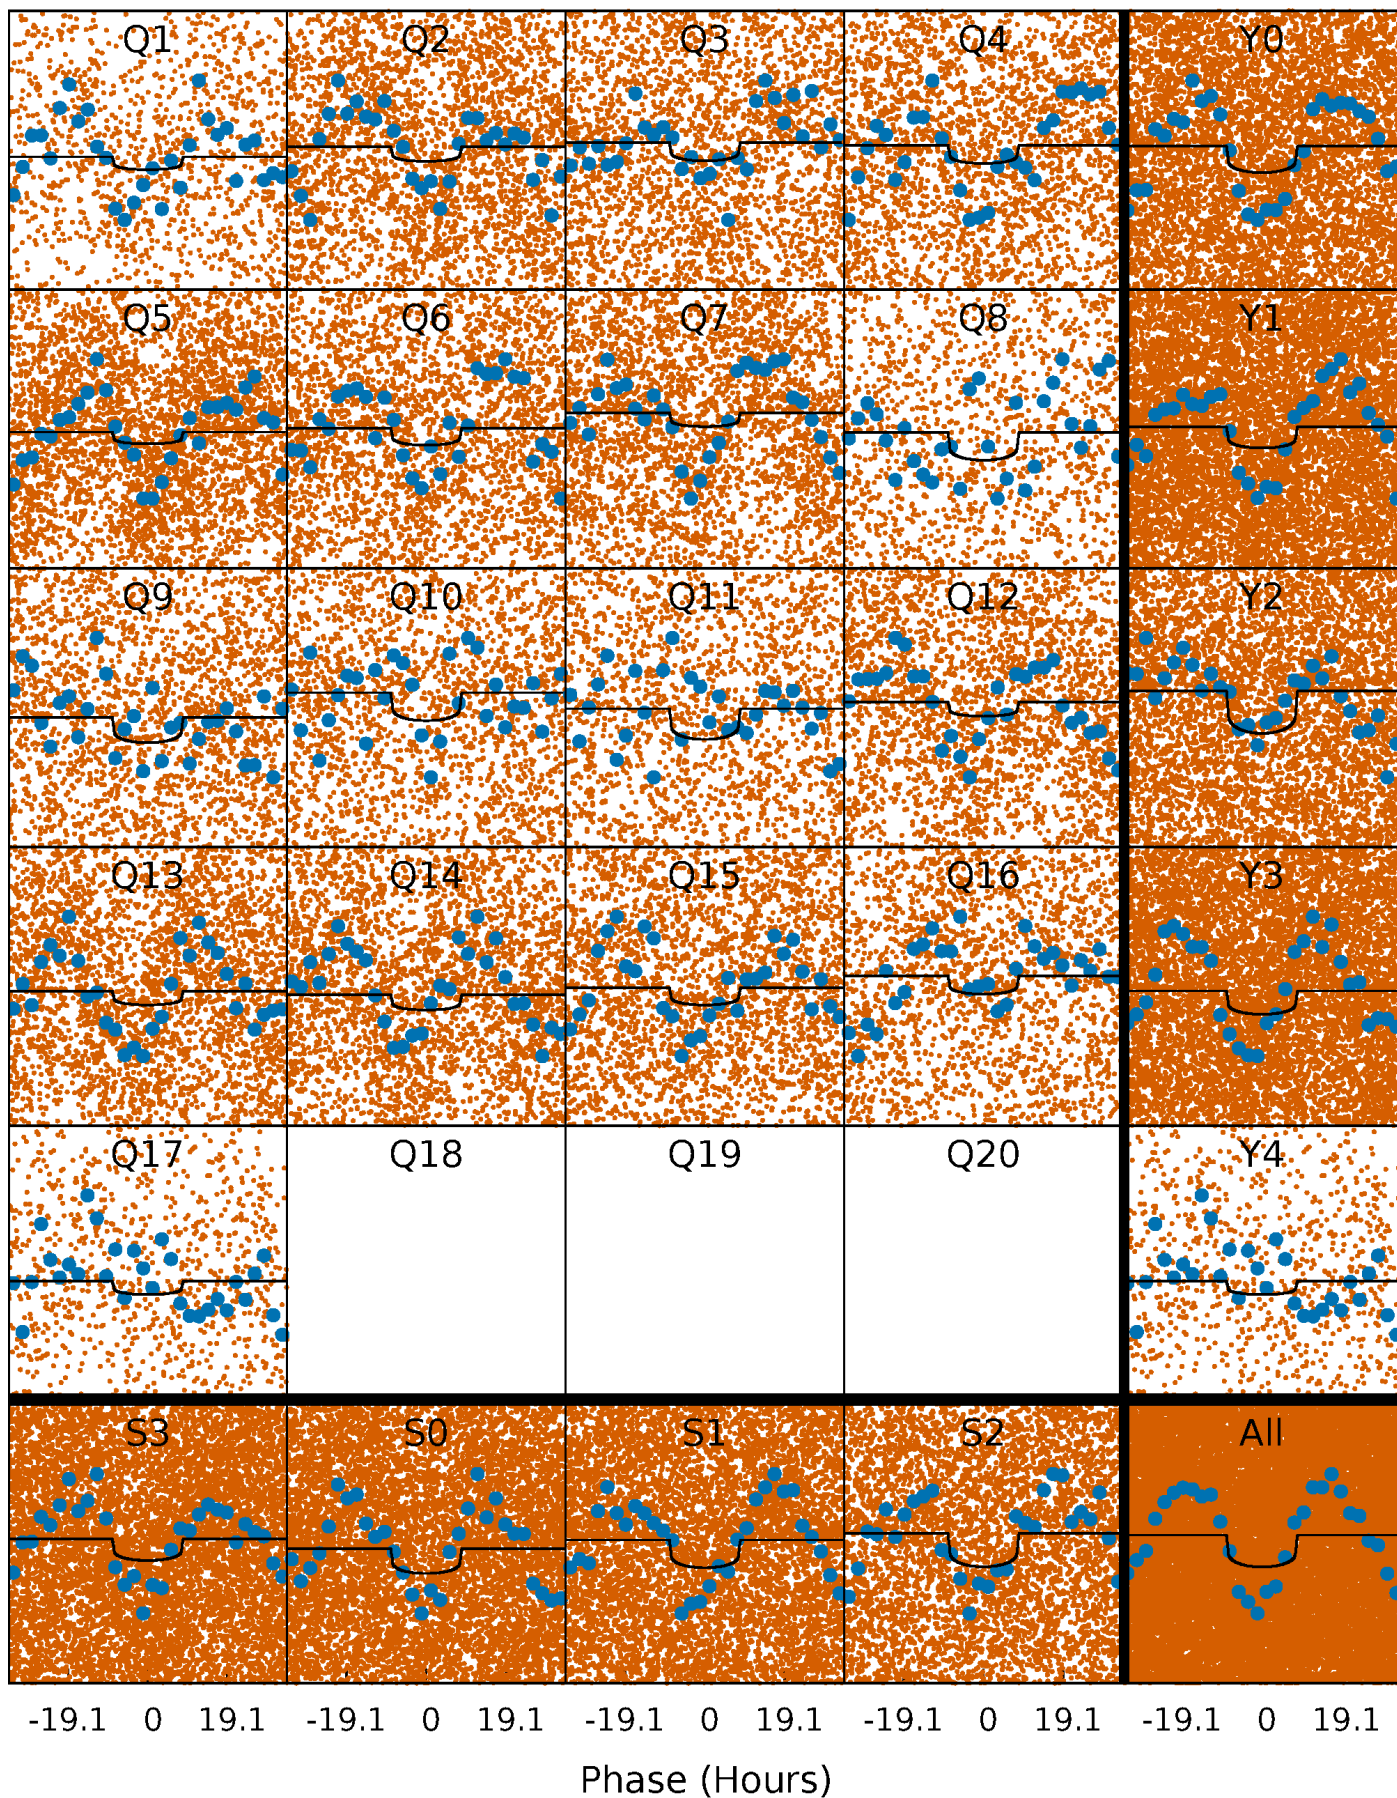 Q1 Q2 Q3 Q4 Y0
Q5 Q6 Q7 Q8 Y1
Q9 Q10 Q11 Q12 Y2
Q13 Q14 Q15 Q16 Y3
Q17 Q18 Q19 Q20 Y4
S3 S0 S1 S2 All
-19.1 0 19.1 -19.1 0 19.1 -19.1 0 19.1 -19.1 0 19.1 -19.1 0 19.1
Phase (Hours)